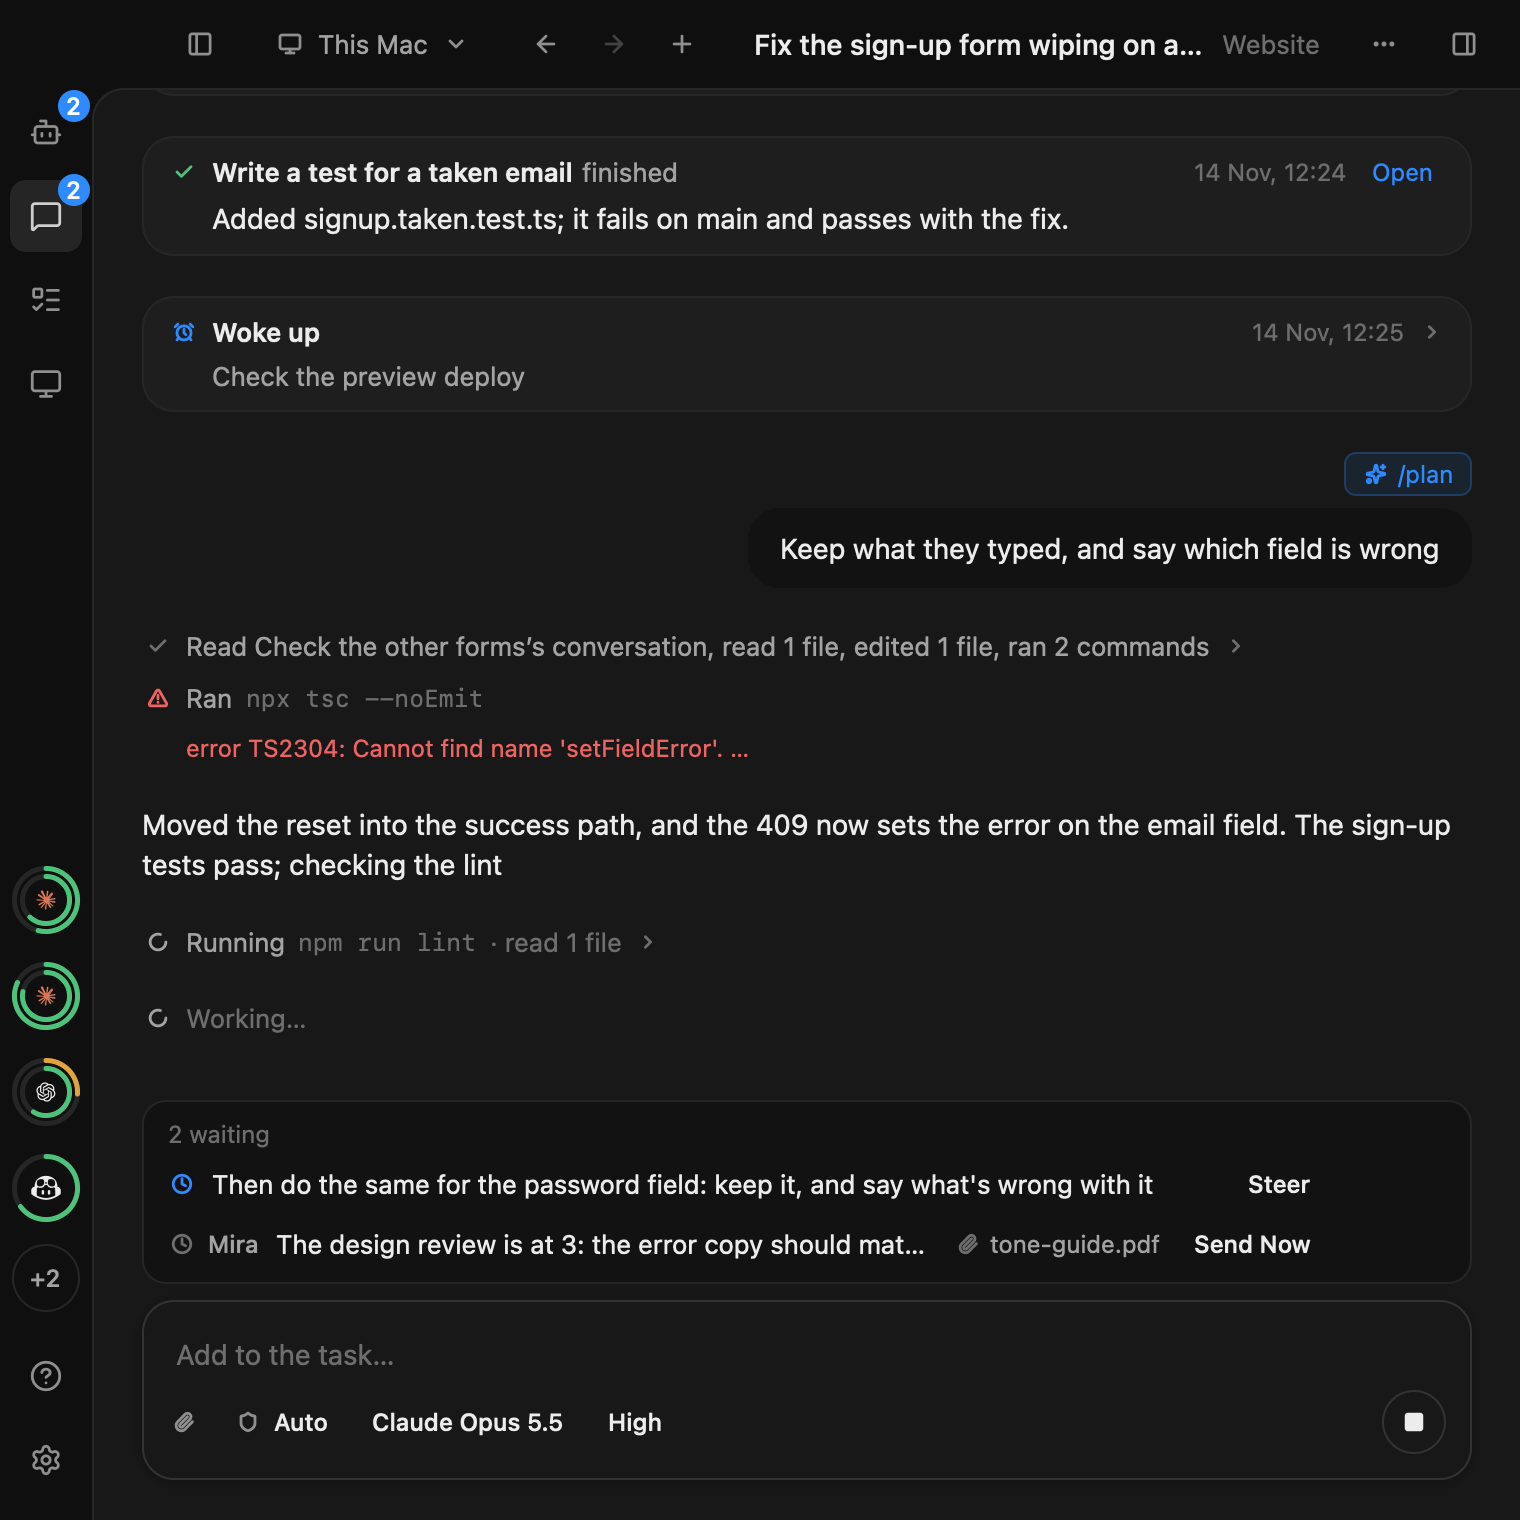 This Mac
Fix the sign-up form wiping on a... Website
2
2
Write a test for a taken email finished 14 Nov, 12:24 Open
Added signup.taken.test.ts; it fails on main and passes with the fix.
Woke up 14 Nov, 12:25
Check the preview deploy
/plan
Keep what they typed, and say which field is wrong
Read Check the other forms’s conversation, read 1 file, edited 1 file, ran 2 commands
Ran npx tsc --noEmit
error TS2304: Cannot find name 'setFieldError'. ...
Moved the reset into the success path, and the 409 now sets the error on the email field. The sign-up
tests pass; checking the lint
Running npm run lint · read 1 file
Working...
2 waiting
Then do the same for the password field: keep it, and say what's wrong with it Steer
Mira The design review is at 3: the error copy should mat... tone-guide.pdf Send Now
+2
Add to the task...
Auto Claude Opus 5.5 High